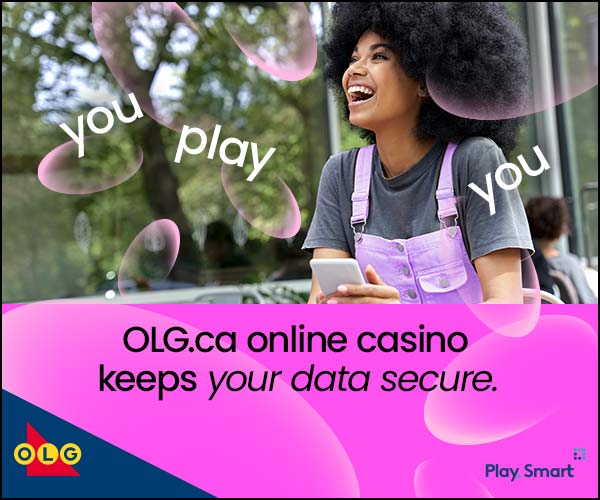 you
play
you
OLG.ca online casino
keeps your data secure.
OLG
Play Smart